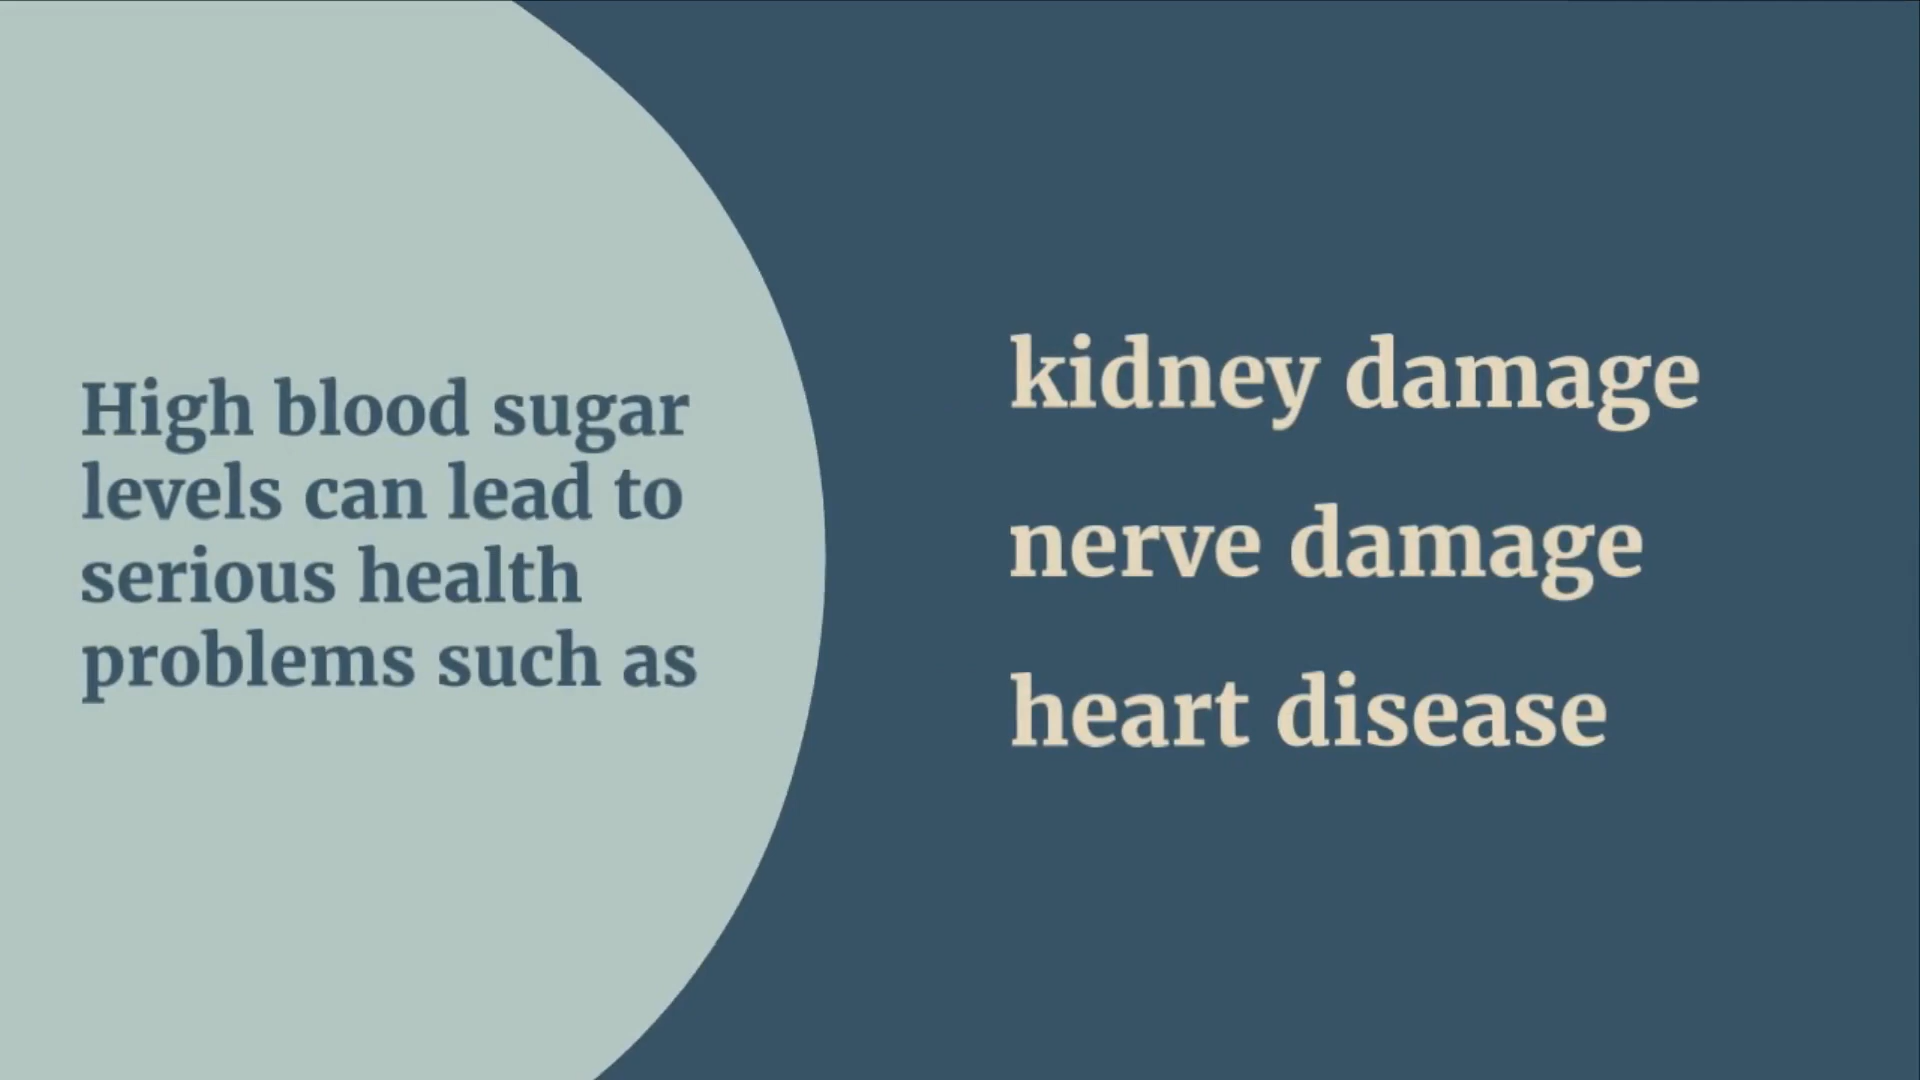 High blood sugar
levels can lead to
serious health
problems such as
kidney damage
nerve damage
heart disease